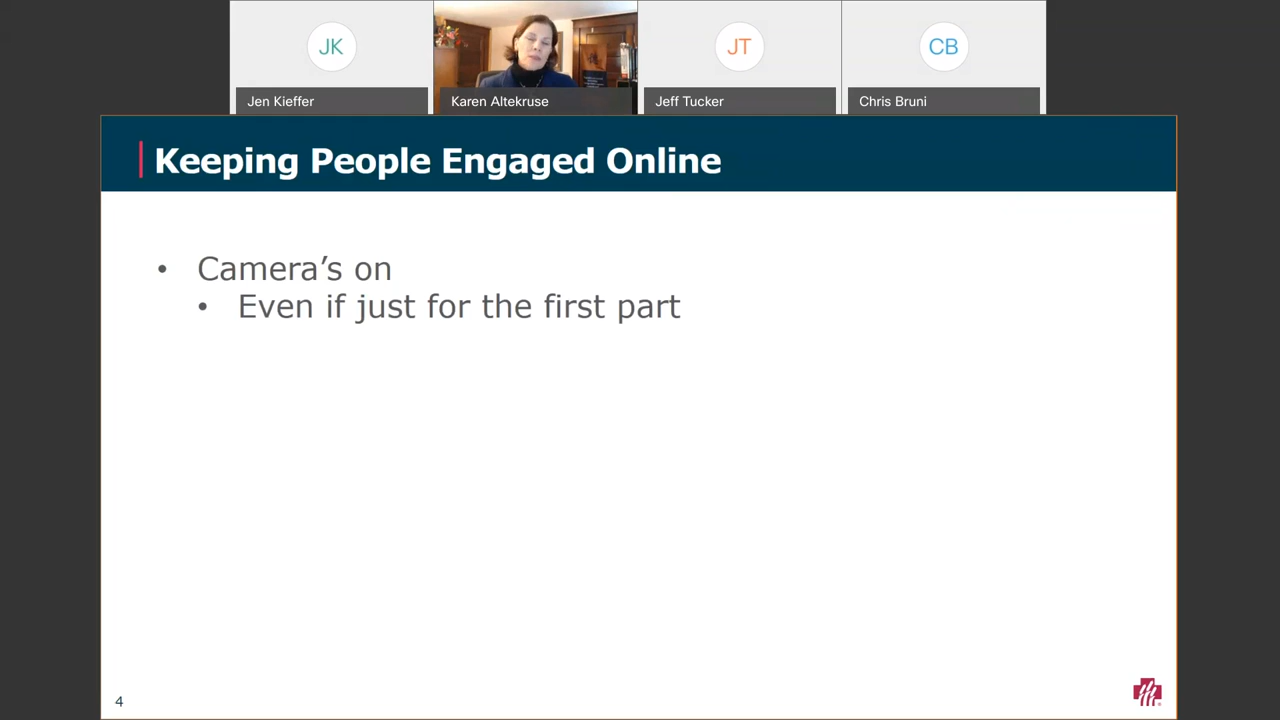 JK
JT
CB
Jen Kieffer
Karen Altekruse
Jeff Tucker
Chris Bruni
Keeping People Engaged Online
• Camera’s on
• Even if just for the first part
4